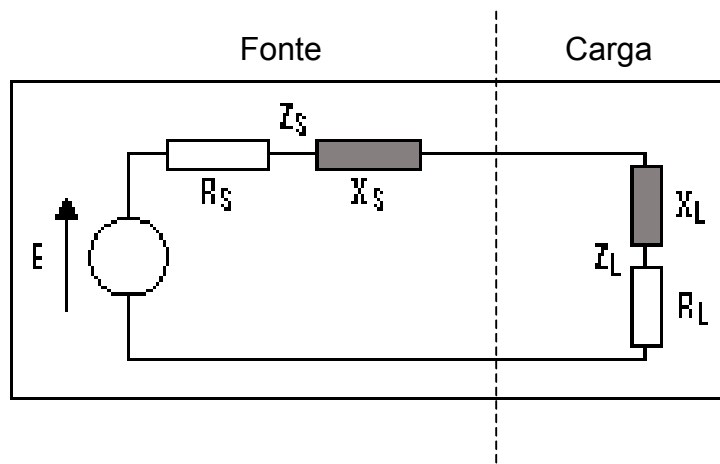 Fonte Carga
Z_S
R_S X_S
E
X_L
Z_L
R_L